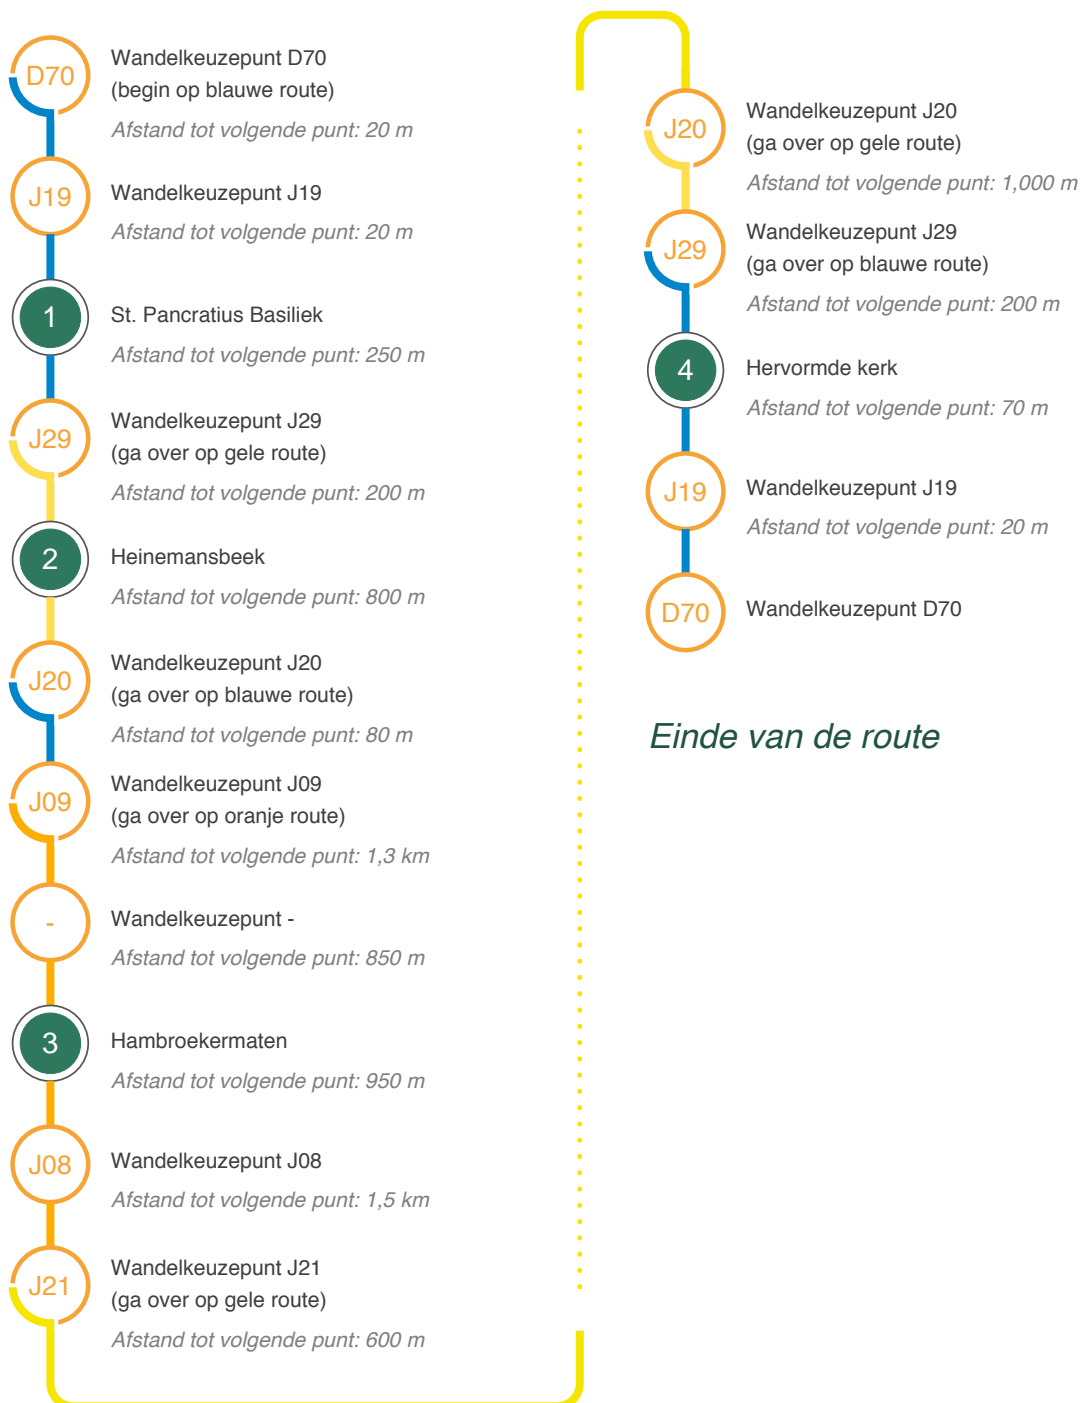 D70
Wandelkeuzepunt D70
(begin op blauwe route)
Afstand tot volgende punt: 20 m
J19
Wandelkeuzepunt J19
Afstand tot volgende punt: 20 m
1
St. Pancratius Basiliek
Afstand tot volgende punt: 250 m
J29
Wandelkeuzepunt J29
(ga over op gele route)
Afstand tot volgende punt: 200 m
2
Heinemansbeek
Afstand tot volgende punt: 800 m
J20
Wandelkeuzepunt J20
(ga over op blauwe route)
Afstand tot volgende punt: 80 m
J09
Wandelkeuzepunt J09
(ga over op oranje route)
Afstand tot volgende punt: 1,3 km
-
Wandelkeuzepunt -
Afstand tot volgende punt: 850 m
3
Hambroekermaten
Afstand tot volgende punt: 950 m
J08
Wandelkeuzepunt J08
Afstand tot volgende punt: 1,5 km
J21
Wandelkeuzepunt J21
(ga over op gele route)
Afstand tot volgende punt: 600 m
J20
Wandelkeuzepunt J20
(ga over op gele route)
Afstand tot volgende punt: 1,000 m
J29
Wandelkeuzepunt J29
(ga over op blauwe route)
Afstand tot volgende punt: 200 m
4
Hervormde kerk
Afstand tot volgende punt: 70 m
J19
Wandelkeuzepunt J19
Afstand tot volgende punt: 20 m
D70
Wandelkeuzepunt D70
Einde van de route